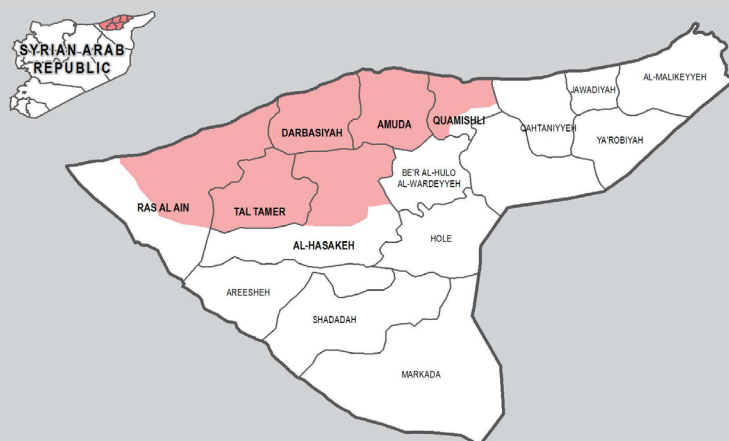 SYRIAN ARAB
REPUBLIC
AL-MALIKEYYEH
JAWADIYAH
QUAMISHLI
QAHTANIYYEH
AMUDA
DARBASIYAH
YA'ROBIYAH
BE'R AL-HULO
AL-WARDEYYEH
RAS AL AIN
TAL TAMER
HOLE
AL-HASAKEH
AREESHEH
SHADADAH
MARKADA